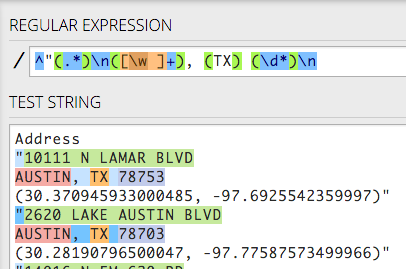 REGULAR EXPRESSION
/ ^"(.*)\n([\w ]+), (TX) (\d*)\n
TEST STRING
Address
"10111 N LAMAR BLVD
AUSTIN, TX 78753
(30.370945933000485, -97.6925542359997)"
"2620 LAKE AUSTIN BLVD
AUSTIN, TX 78703
(30.28190796500047, -97.77587573499966)"